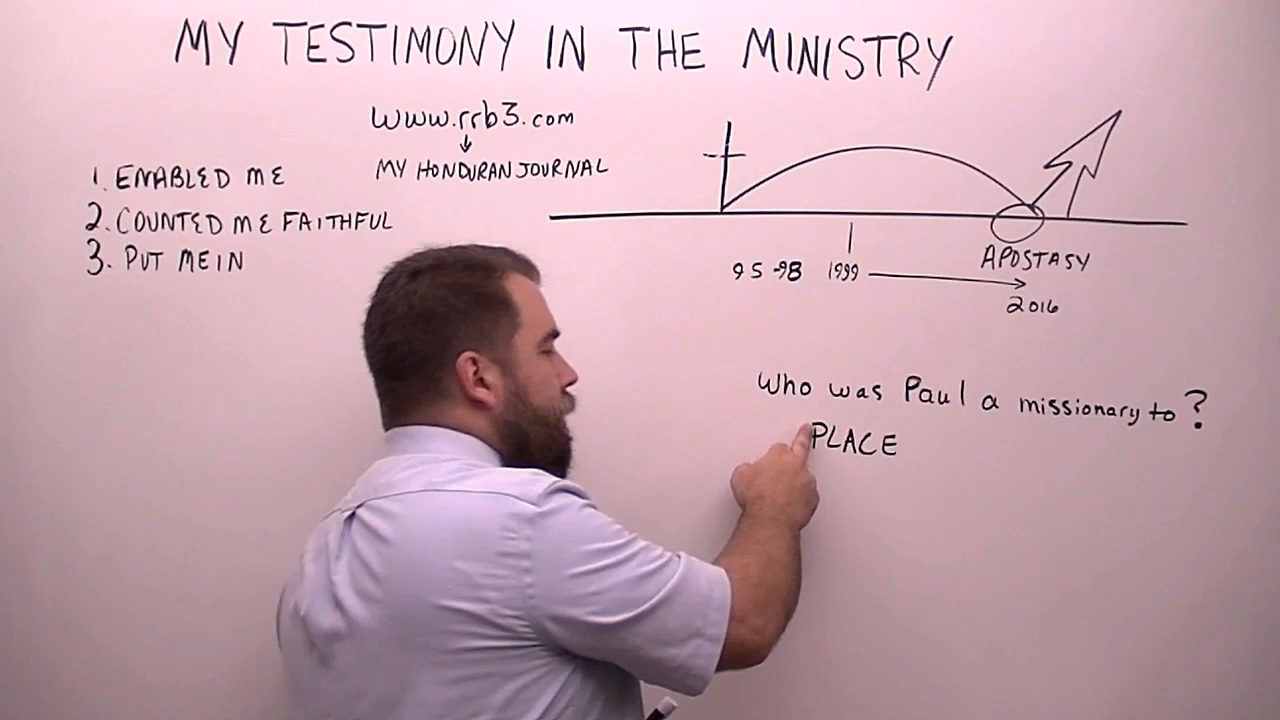 MY TESTIMONY IN THE MINISTRY
www.rrb3.com
MY HONDURAN JOURNAL
1. ENABLED ME
2. COUNTED ME FAITHFUL
3. PUT ME IN
APOSTASY
95-98 1999
2016
Who was Paul a missionary to?
PLACE